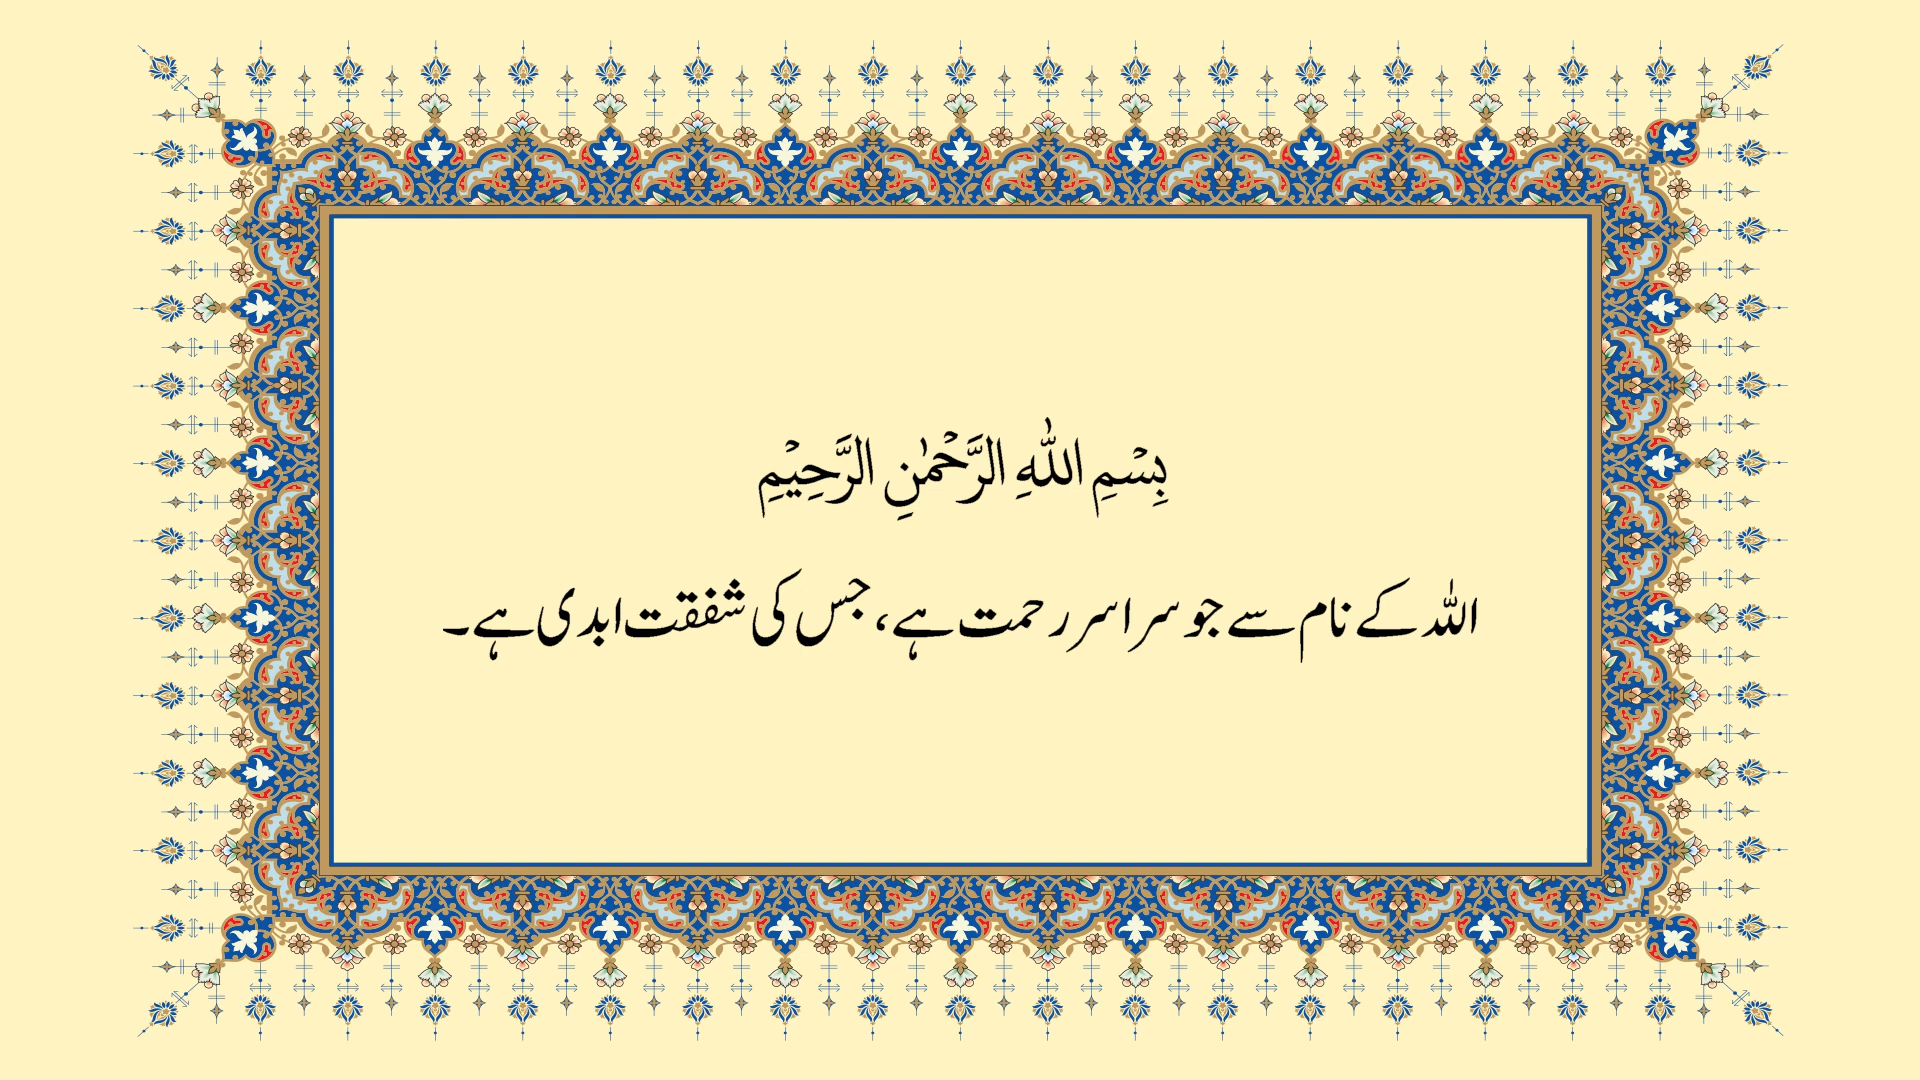 بِسْمِ اللّٰهِ الرَّحْمٰنِ الرَّحِيْمِ
اللہ کے نام سے جو سراسر رحمت ہے، جس کی شفقت ابدی ہے۔